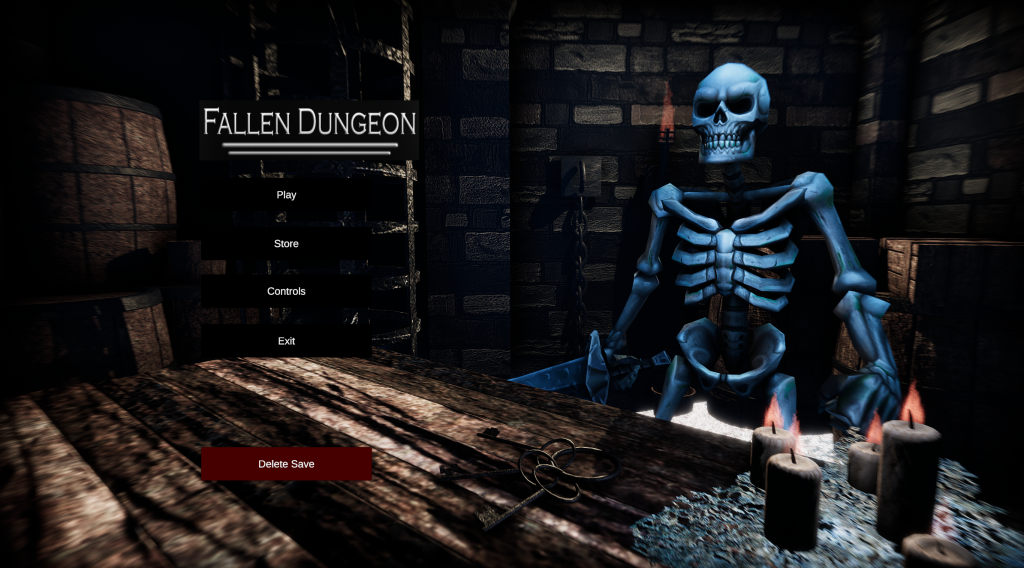 FALLEN DUNGEON
Play
Store
Controls
Exit
Delete Save